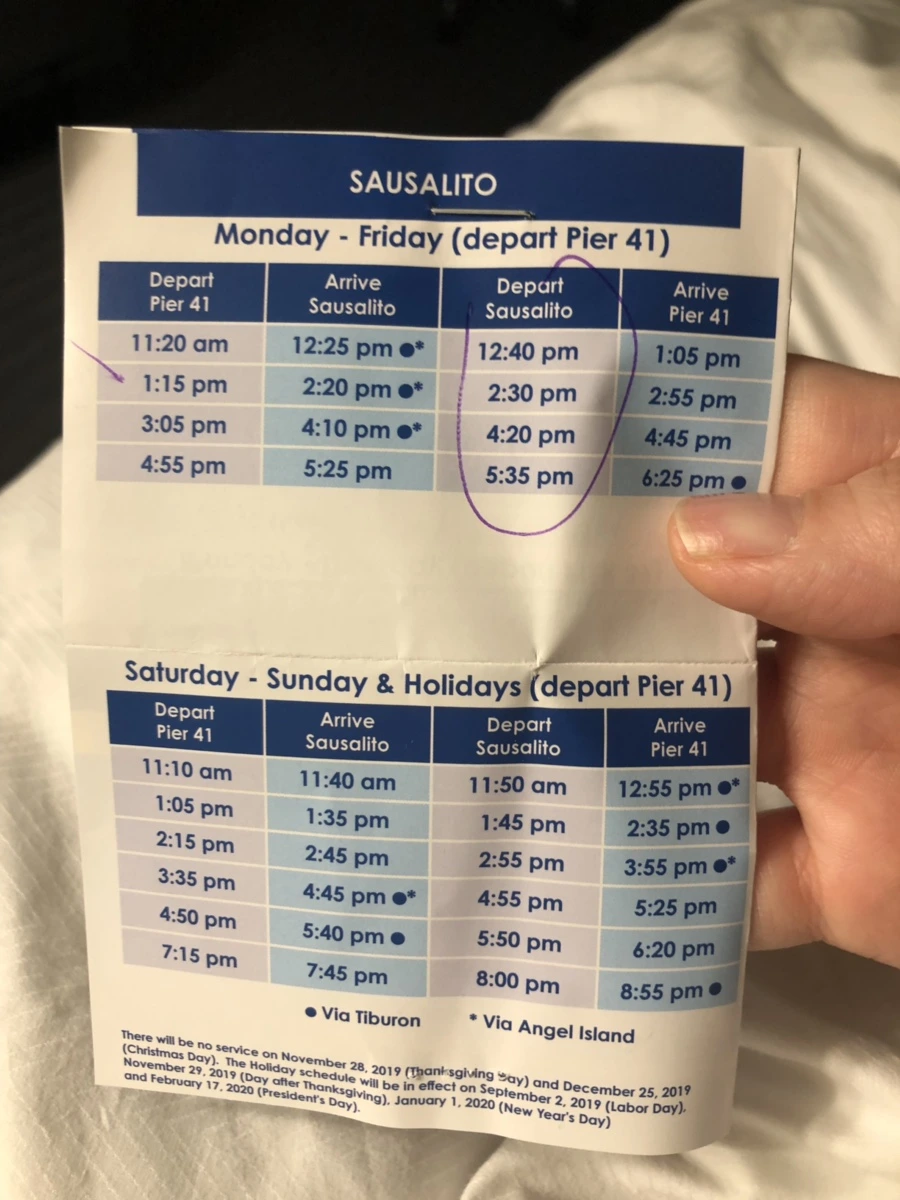 SAUSALITO
Monday - Friday (depart Pier 41)
Depart Pier 41 Arrive Sausalito Depart Sausalito Arrive Pier 41
11:20 am 12:25 pm ●* 12:40 pm 1:05 pm
1:15 pm 2:20 pm ●* 2:30 pm 2:55 pm
3:05 pm 4:10 pm ●* 4:20 pm 4:45 pm
4:55 pm 5:25 pm 5:35 pm 6:25 pm ●
Saturday - Sunday & Holidays (depart Pier 41)
Depart Pier 41 Arrive Sausalito Depart Sausalito Arrive Pier 41
11:10 am 11:40 am 11:50 am 12:55 pm ●*
1:05 pm 1:35 pm 1:45 pm 2:35 pm ●
2:15 pm 2:45 pm 2:55 pm 3:55 pm ●*
3:35 pm 4:45 pm ●* 4:55 pm 5:25 pm
4:50 pm 5:40 pm ● 5:50 pm 6:20 pm
7:15 pm 7:45 pm 8:00 pm 8:55 pm ●
● Via Tiburon * Via Angel Island
There will be no service on November 28, 2019 (Thanksgiving Day) and December 25, 2019
(Christmas Day). The Holiday schedule will be in effect on September 2, 2019 (Labor Day),
November 29, 2019 (Day after Thanksgiving), January 1, 2020 (New Year's Day)
and February 17, 2020 (President's Day).